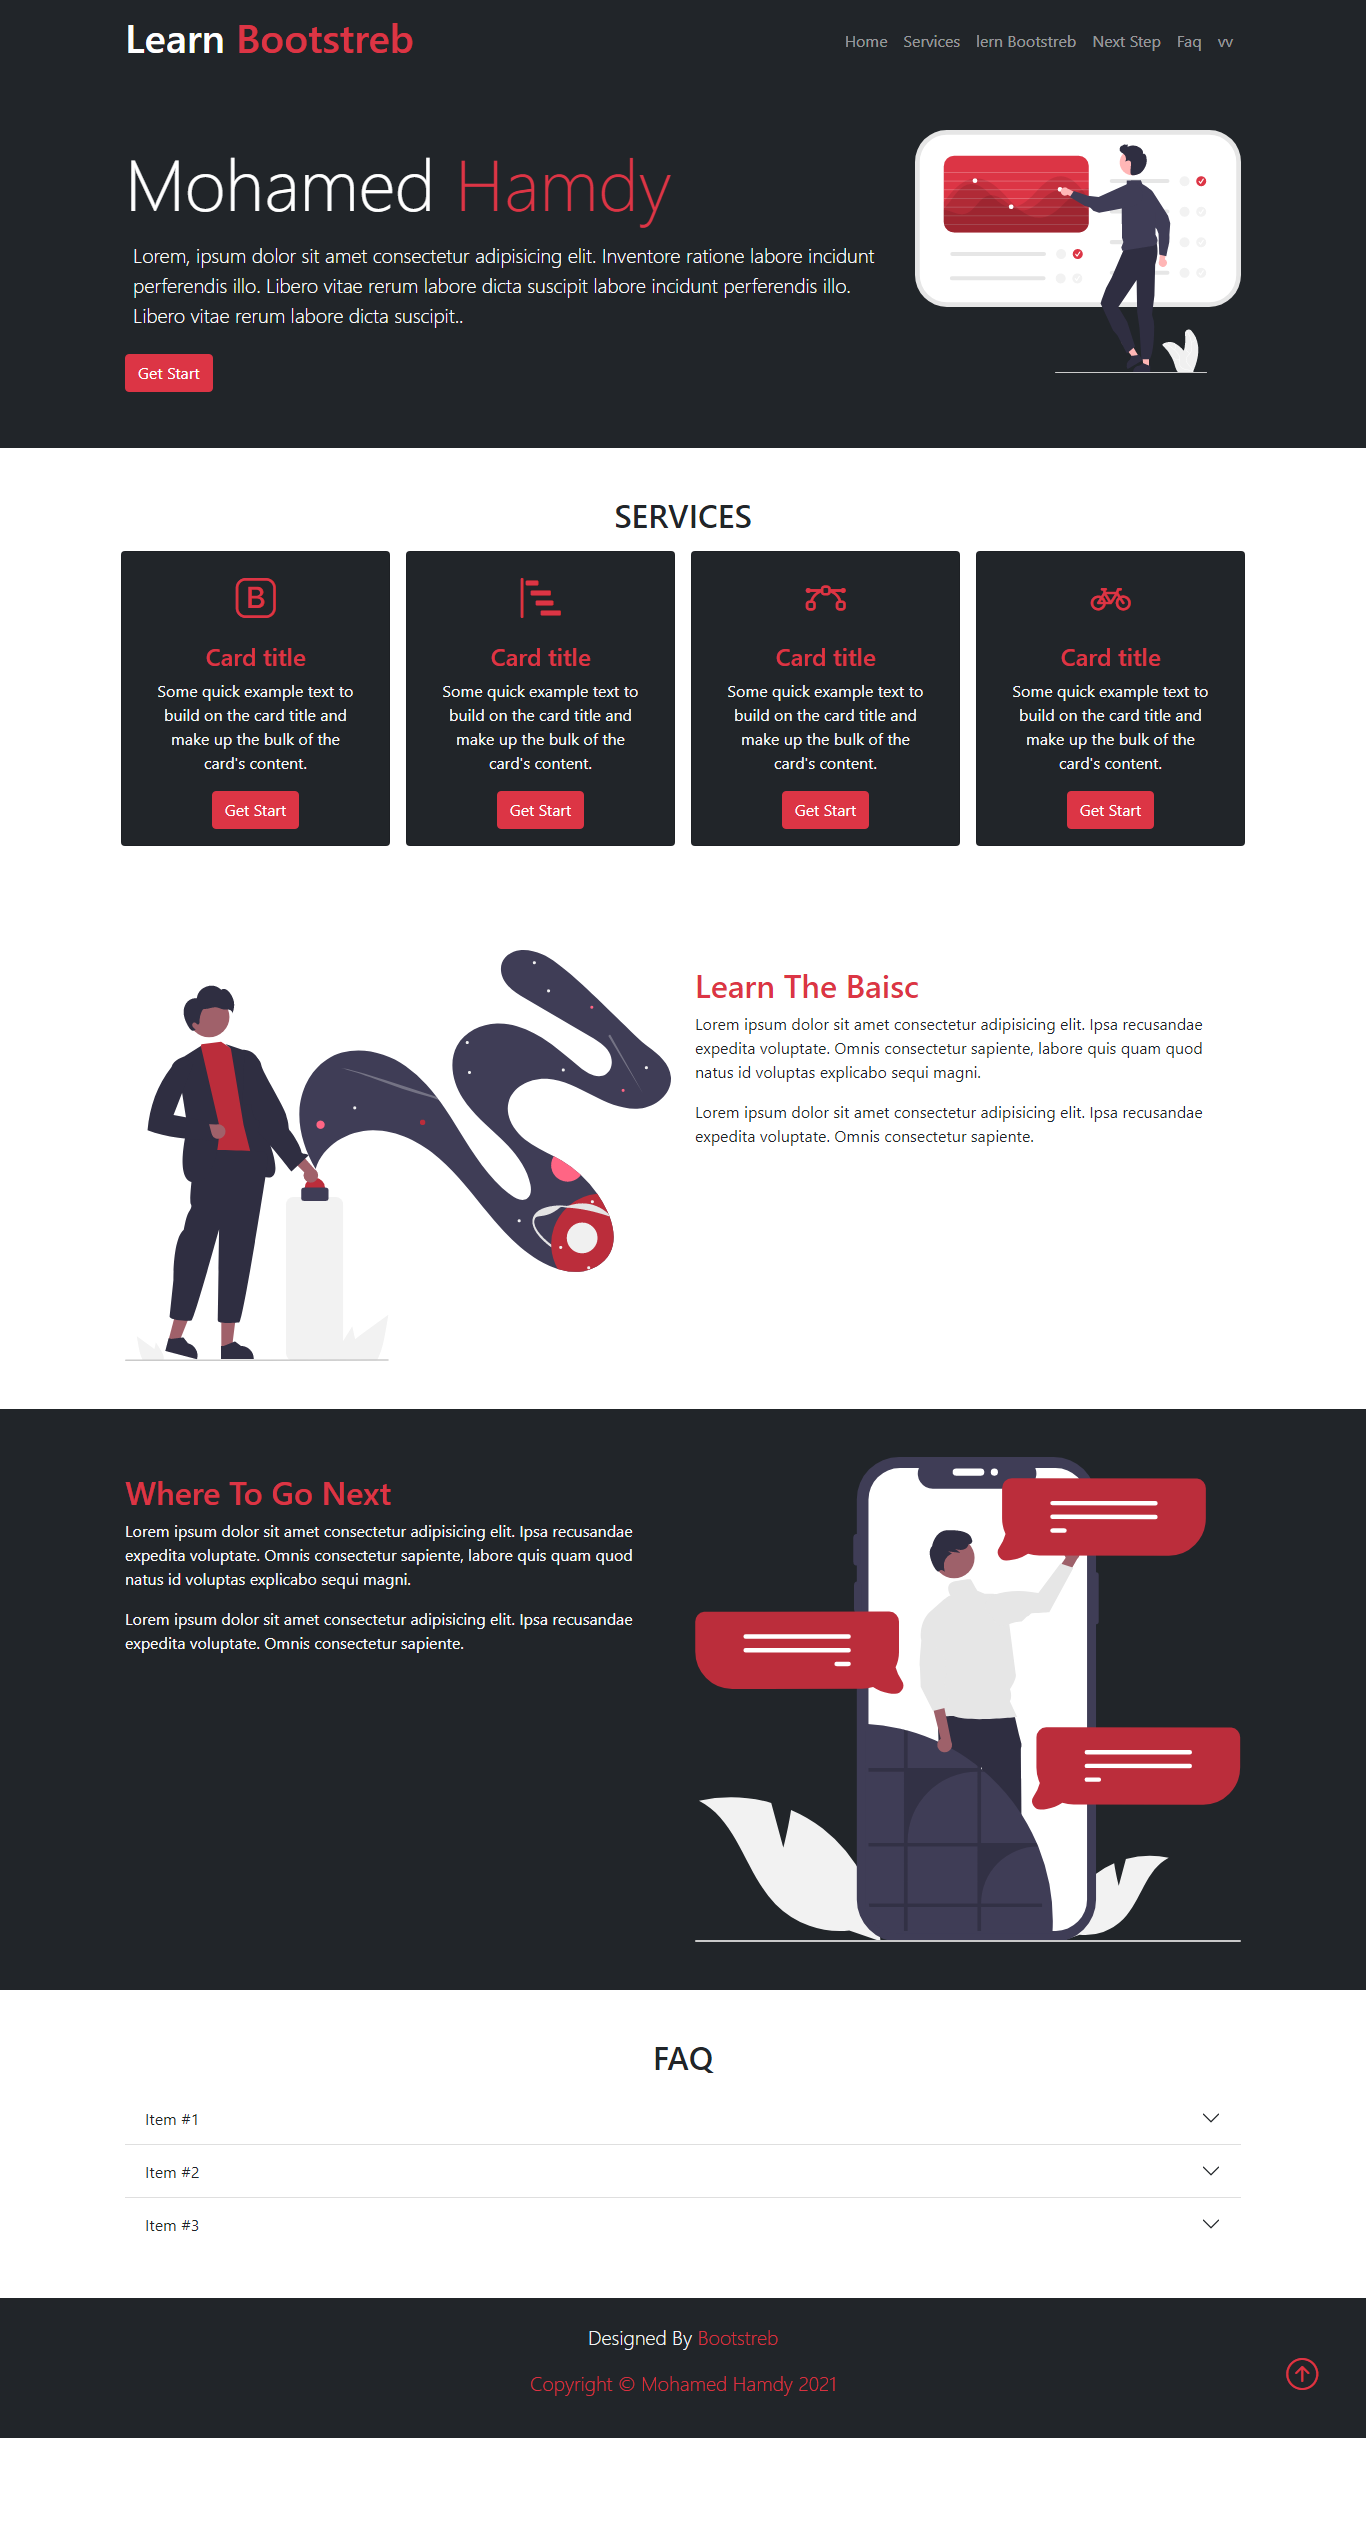 Learn Bootstreb
Home Services lern Bootstreb Next Step Faq vv
Mohamed Hamdy
Lorem, ipsum dolor sit amet consectetur adipisicing elit. Inventore ratione labore incidunt
perferendis illo. Libero vitae rerum labore dicta suscipit labore incidunt perferendis illo.
Libero vitae rerum labore dicta suscipit..
Get Start
SERVICES
B
Card title
Some quick example text to
build on the card title and
make up the bulk of the
card's content.
Get Start
Card title
Some quick example text to
build on the card title and
make up the bulk of the
card's content.
Get Start
Card title
Some quick example text to
build on the card title and
make up the bulk of the
card's content.
Get Start
Card title
Some quick example text to
build on the card title and
make up the bulk of the
card's content.
Get Start
Learn The Baisc
Lorem ipsum dolor sit amet consectetur adipisicing elit. Ipsa recusandae
expedita voluptate. Omnis consectetur sapiente, labore quis quam quod
natus id voluptas explicabo sequi magni.
Lorem ipsum dolor sit amet consectetur adipisicing elit. Ipsa recusandae
expedita voluptate. Omnis consectetur sapiente.
Where To Go Next
Lorem ipsum dolor sit amet consectetur adipisicing elit. Ipsa recusandae
expedita voluptate. Omnis consectetur sapiente, labore quis quam quod
natus id voluptas explicabo sequi magni.
Lorem ipsum dolor sit amet consectetur adipisicing elit. Ipsa recusandae
expedita voluptate. Omnis consectetur sapiente.
FAQ
Item #1
Item #2
Item #3
Designed By Bootstreb
Copyright © Mohamed Hamdy 2021